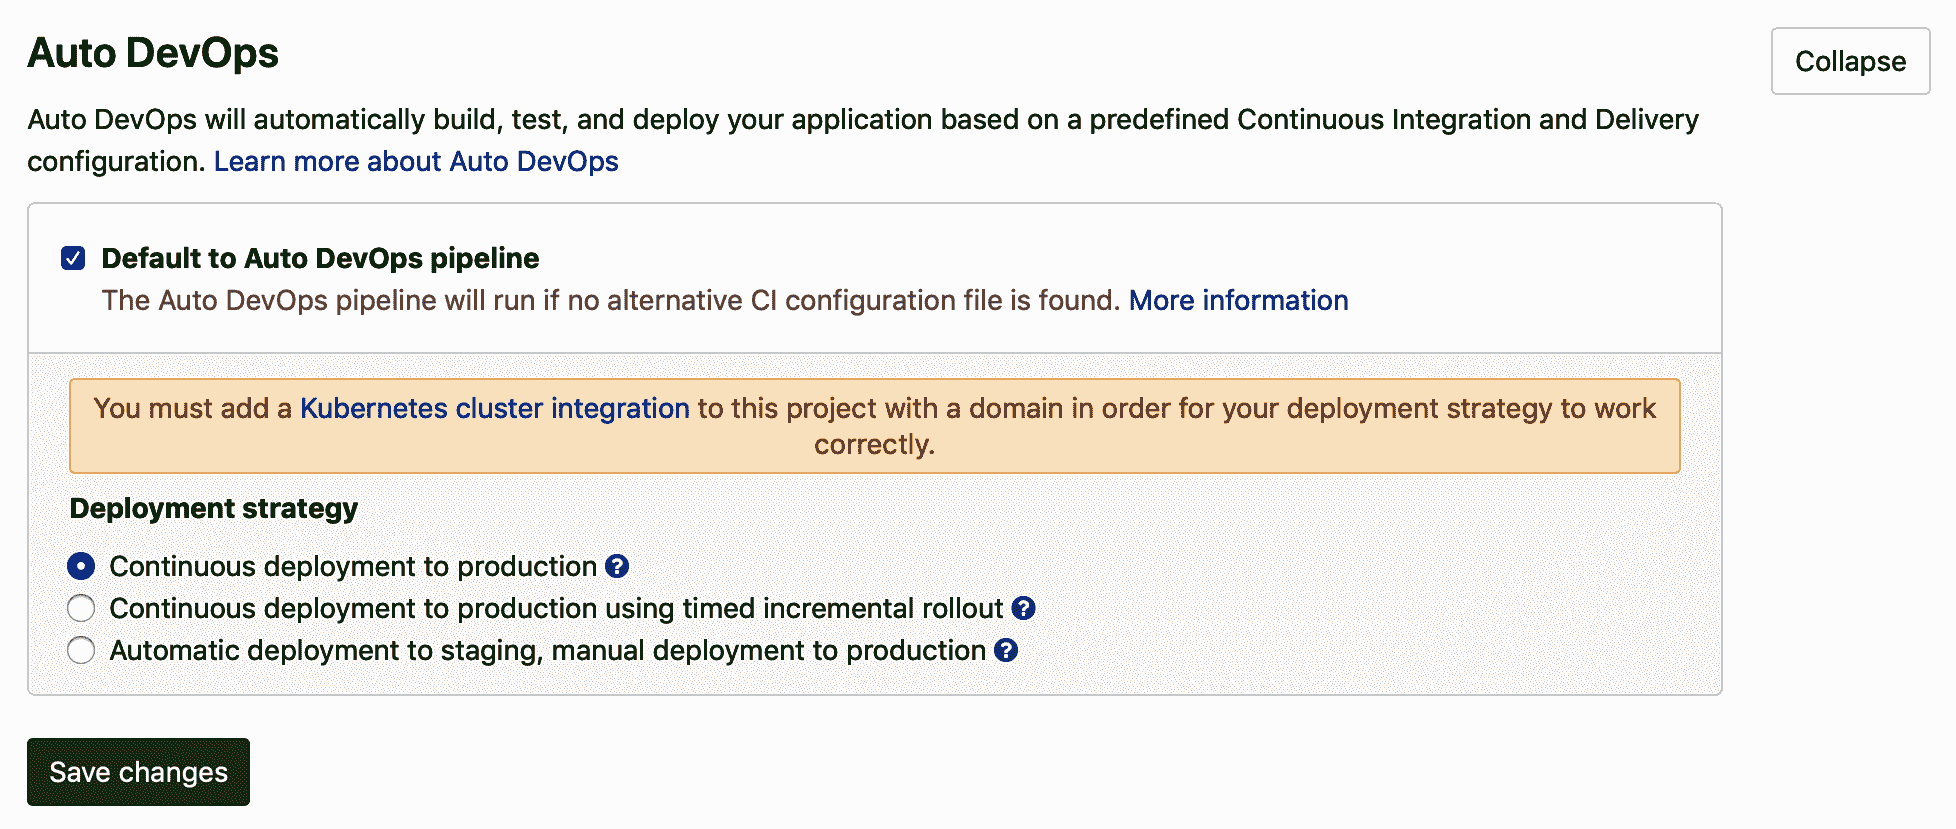 Auto DevOps
Collapse
Auto DevOps will automatically build, test, and deploy your application based on a predefined Continuous Integration and Delivery
configuration. Learn more about Auto DevOps
Default to Auto DevOps pipeline
The Auto DevOps pipeline will run if no alternative CI configuration file is found. More information
You must add a Kubernetes cluster integration to this project with a domain in order for your deployment strategy to work
correctly.
Deployment strategy
Continuous deployment to production ?
Continuous deployment to production using timed incremental rollout ?
Automatic deployment to staging, manual deployment to production ?
Save changes